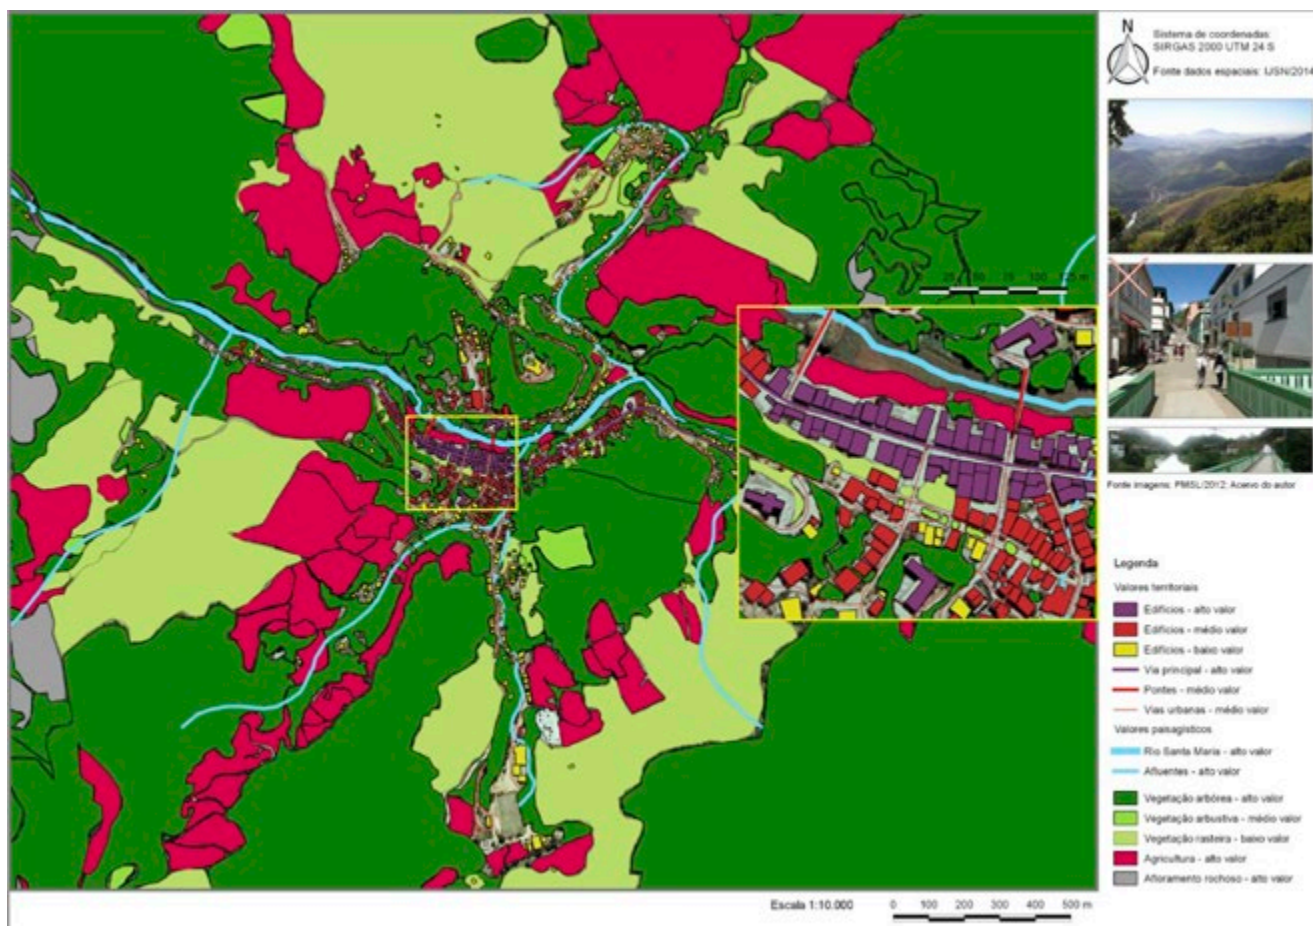 N
Sistema de coordenadas:
SIRGAS 2000 UTM 24 S
Fonte dados espaciais: IJSN/2014
Fonte imagens: PMSL/2012; Acervo do autor
Legenda
Valores territoriais
Edifícios - alto valor
Edifícios - médio valor
Edifícios - baixo valor
Via principal - alto valor
Pontes - médio valor
Vias urbanas - médio valor
Valores paisagísticos
Rio Santa Maria - alto valor
Afluentes - alto valor
Vegetação arbórea - alto valor
Vegetação arbustiva - médio valor
Vegetação rasteira - baixo valor
Agricultura - alto valor
Afloramento rochoso - alto valor
Escala 1:10.000
0 100 200 300 400 500 m